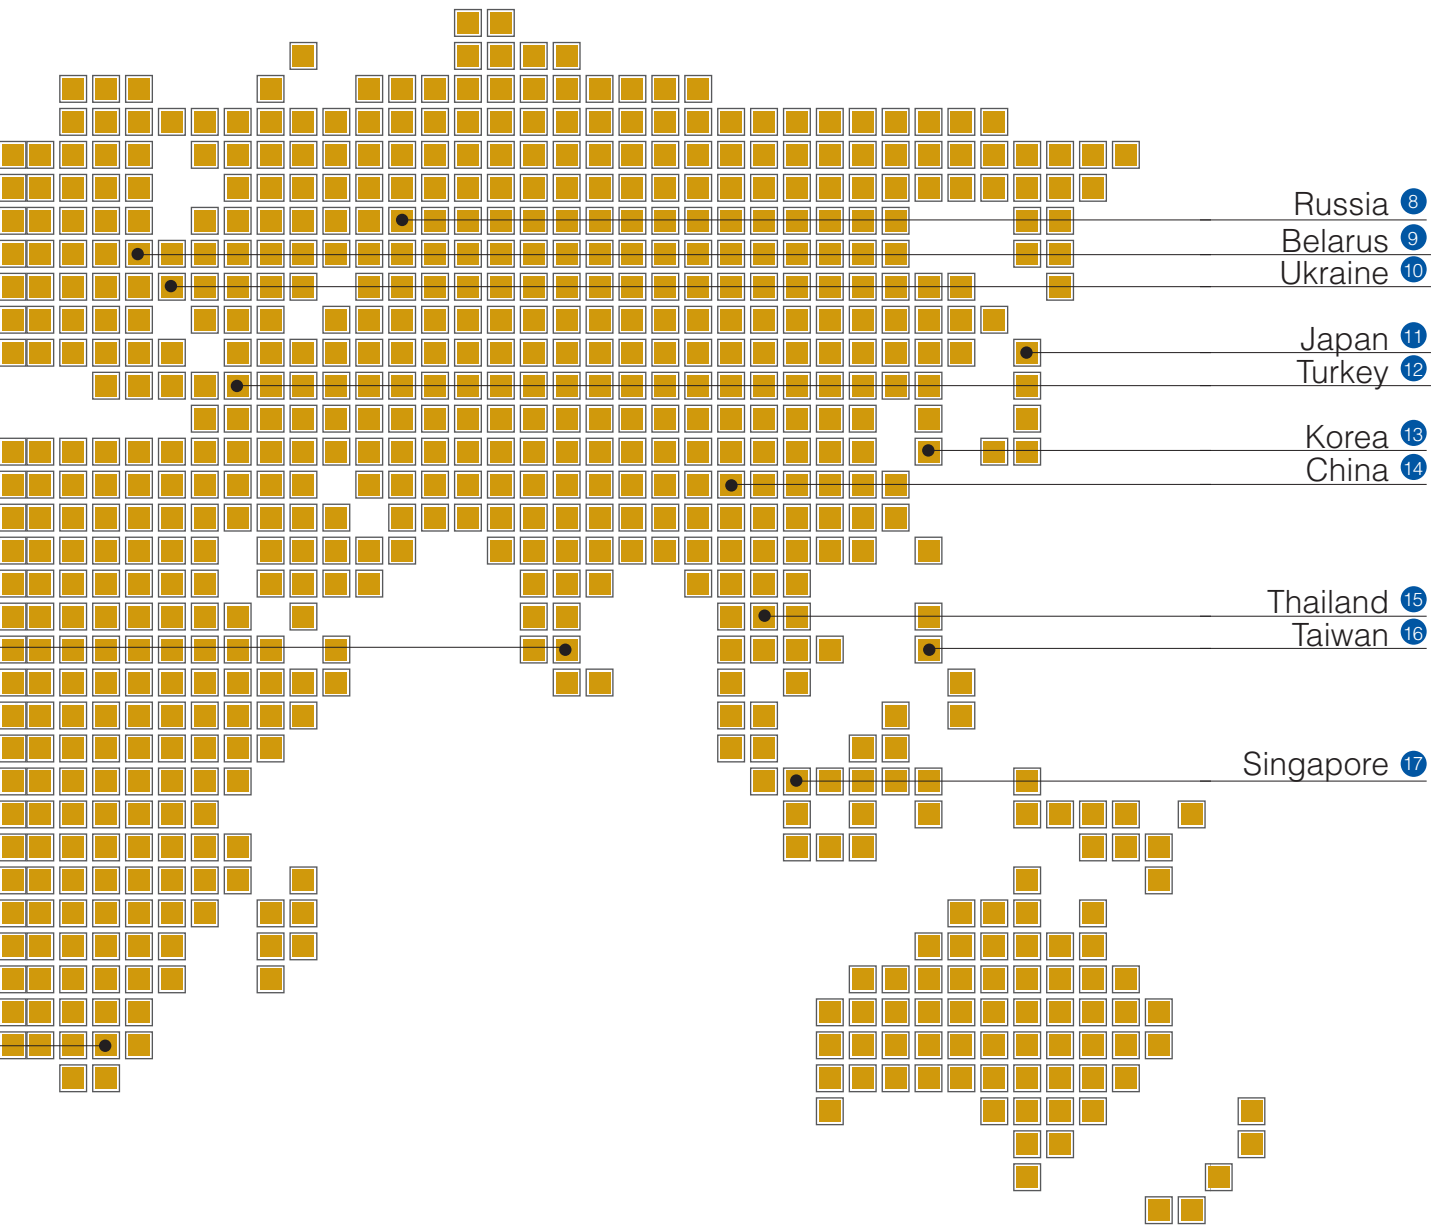 Russia 8
Belarus 9
Ukraine 10
Japan 11
Turkey 12
Korea 13
China 14
Thailand 15
Taiwan 16
Singapore 17